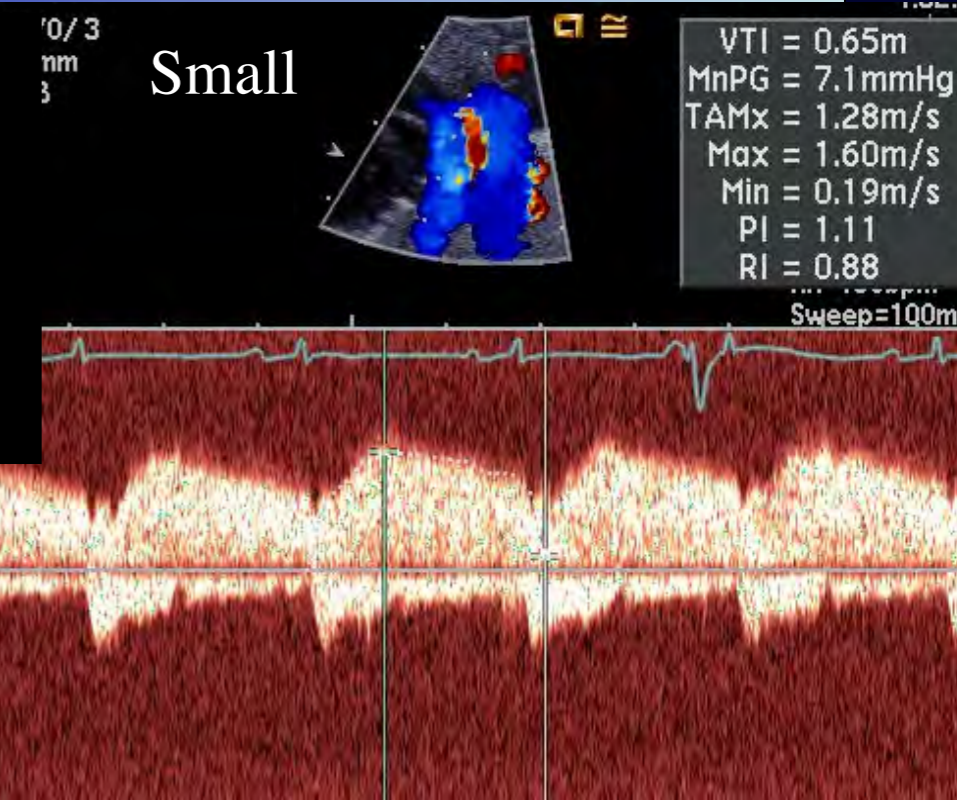 '0/ 3
mm
Small
VTI = 0.65m
MnPG = 7.1mmHg
TAMx = 1.28m/s
Max = 1.60m/s
Min = 0.19m/s
PI = 1.11
RI = 0.88
Sweep=100m